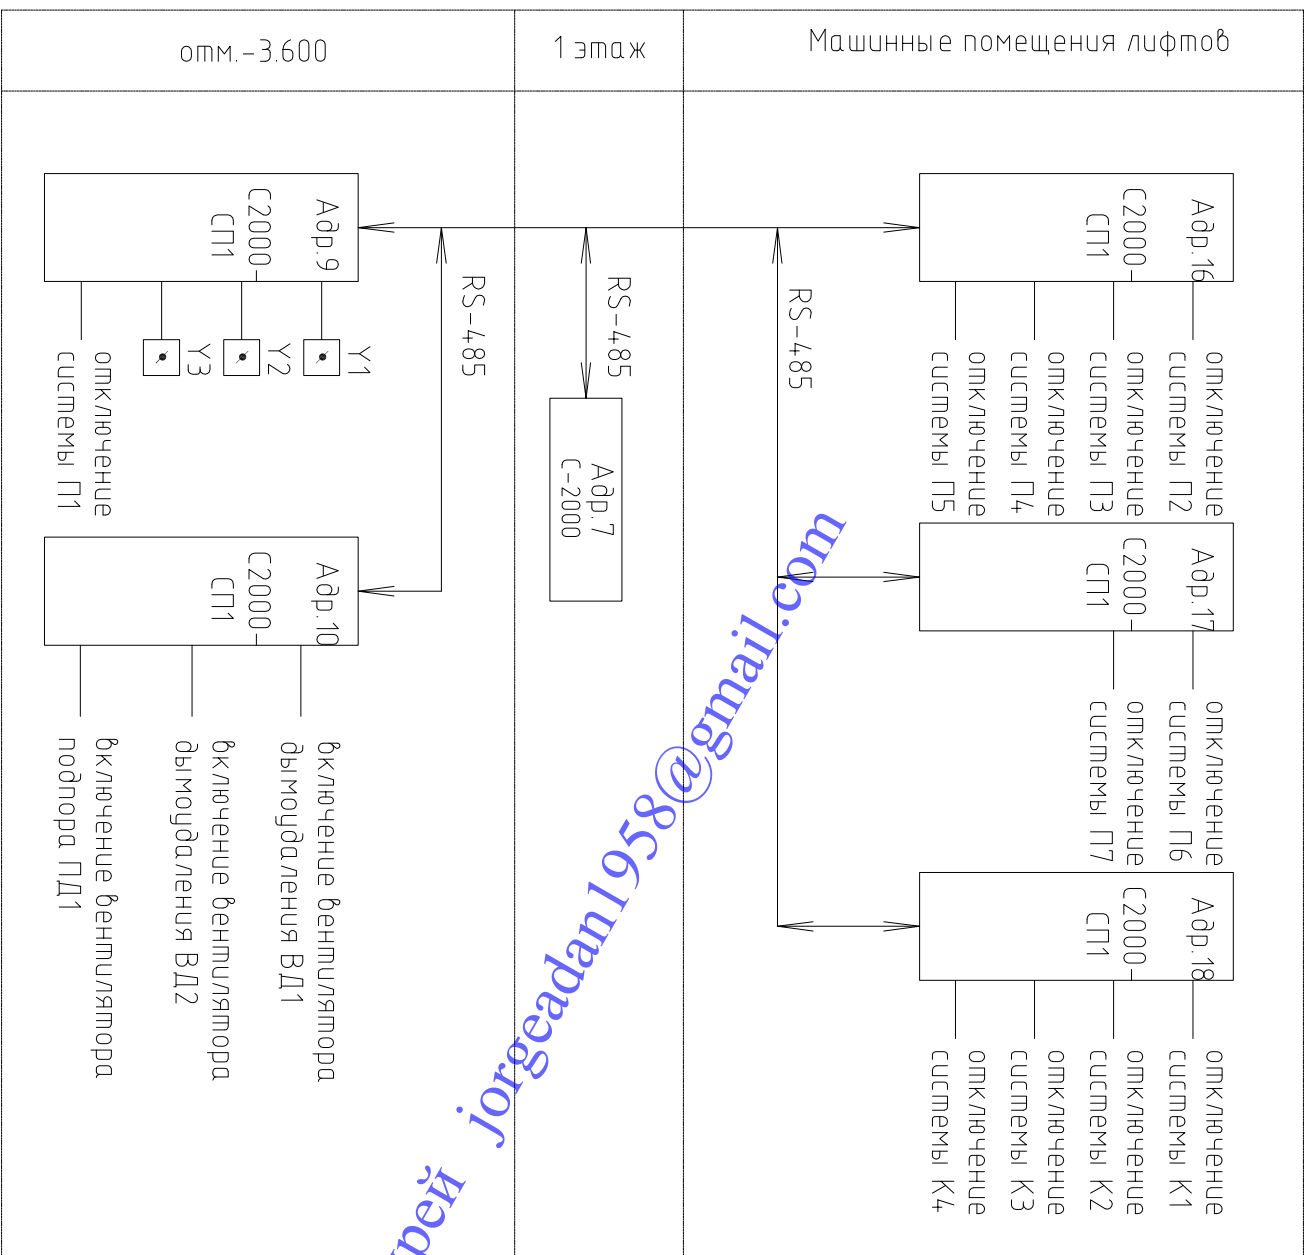 отм.-3.600
1 этаж
Машинные помещения лифтов
Адр.9
С2000-
СП1
Y1
Y2
Y3
отключение
системы П1
RS-485
Адр.10
С2000-
СП1
включение вентилятора
дымоудаления ВД1
включение вентилятора
дымоудаления ВД2
включение вентилятора
подпора ПД1
RS-485
Адр.7
С-2000
RS-485
Адр.16
С2000-
СП1
отключение
системы П2
отключение
системы П3
отключение
системы П4
отключение
системы П5
Адр.17
С2000-
СП1
отключение
системы П6
отключение
системы П7
Адр.18
С2000-
СП1
отключение
системы К1
отключение
системы К2
отключение
системы К3
отключение
системы К4
jorgeadan1958@gmail.com